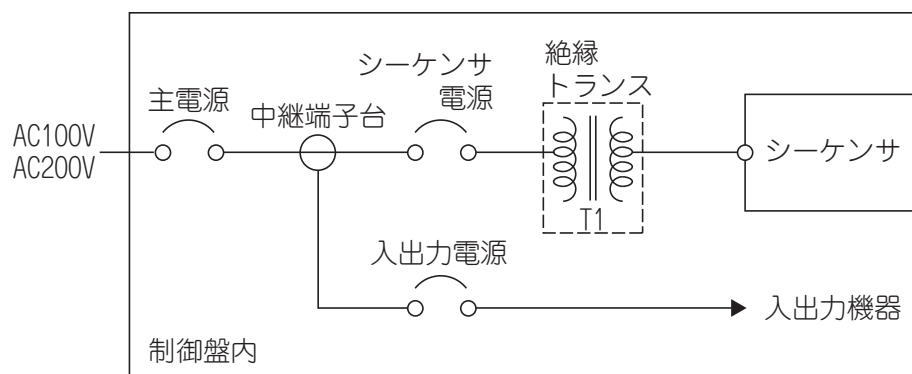 絶縁
トランス
シーケンサ
電源
主電源
中継端子台
AC100V
AC200V
シーケンサ
T1
入出力電源
入出力機器
制御盤内